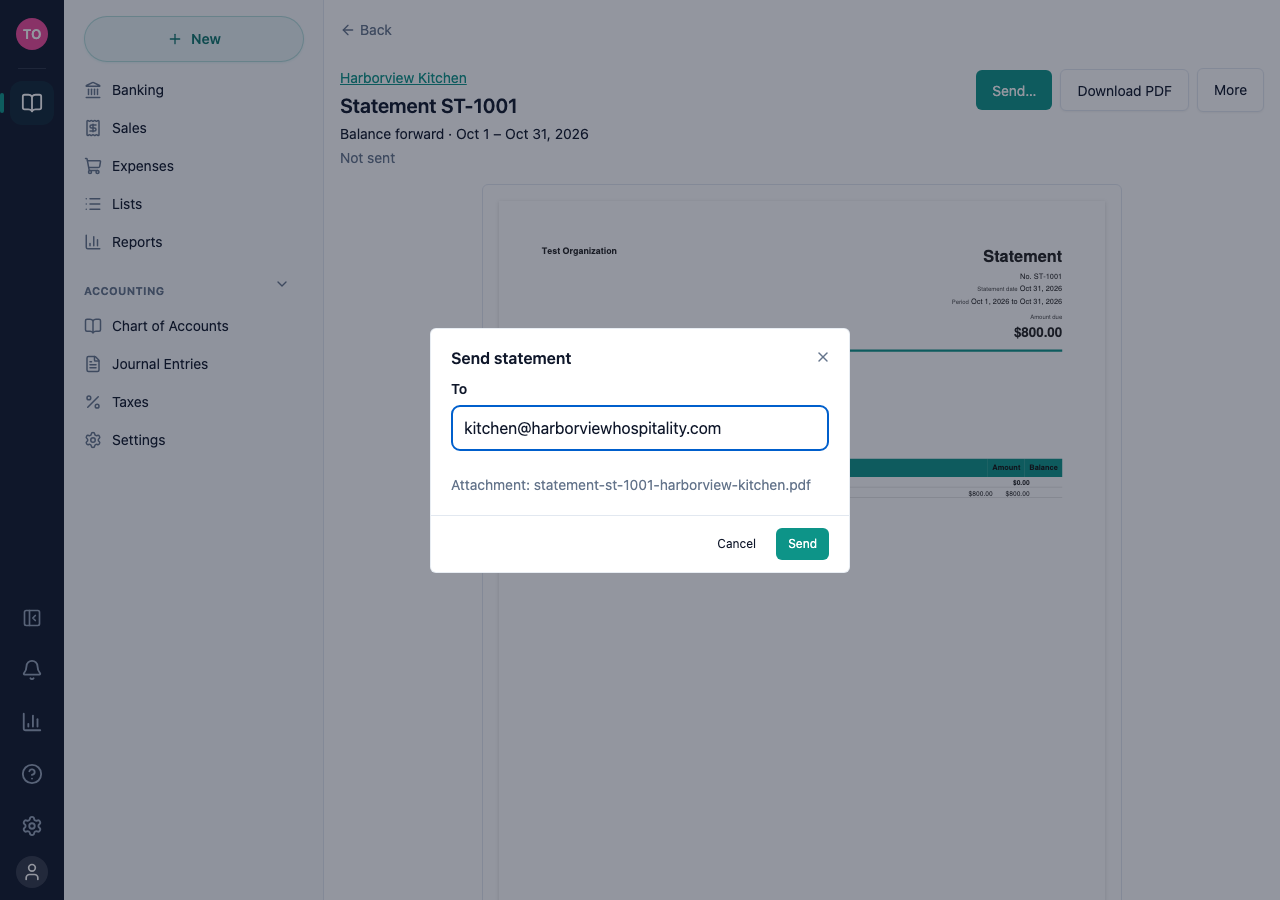 TO
New
Banking
Sales
Expenses
Lists
Reports
ACCOUNTING
Chart of Accounts
Journal Entries
Taxes
Settings
Back
Harborview Kitchen
Statement ST-1001
Balance forward · Oct 1 – Oct 31, 2026
Not sent
Send...
Download PDF
More
Test Organization
Statement
No. ST-1001
Statement date Oct 31, 2026
Period Oct 1, 2026 to Oct 31, 2026
Amount due
$800.00
Amount Balance
$0.00
$800.00 $800.00
Send statement
To
kitchen@harborviewhospitality.com
Attachment: statement-st-1001-harborview-kitchen.pdf
Cancel
Send